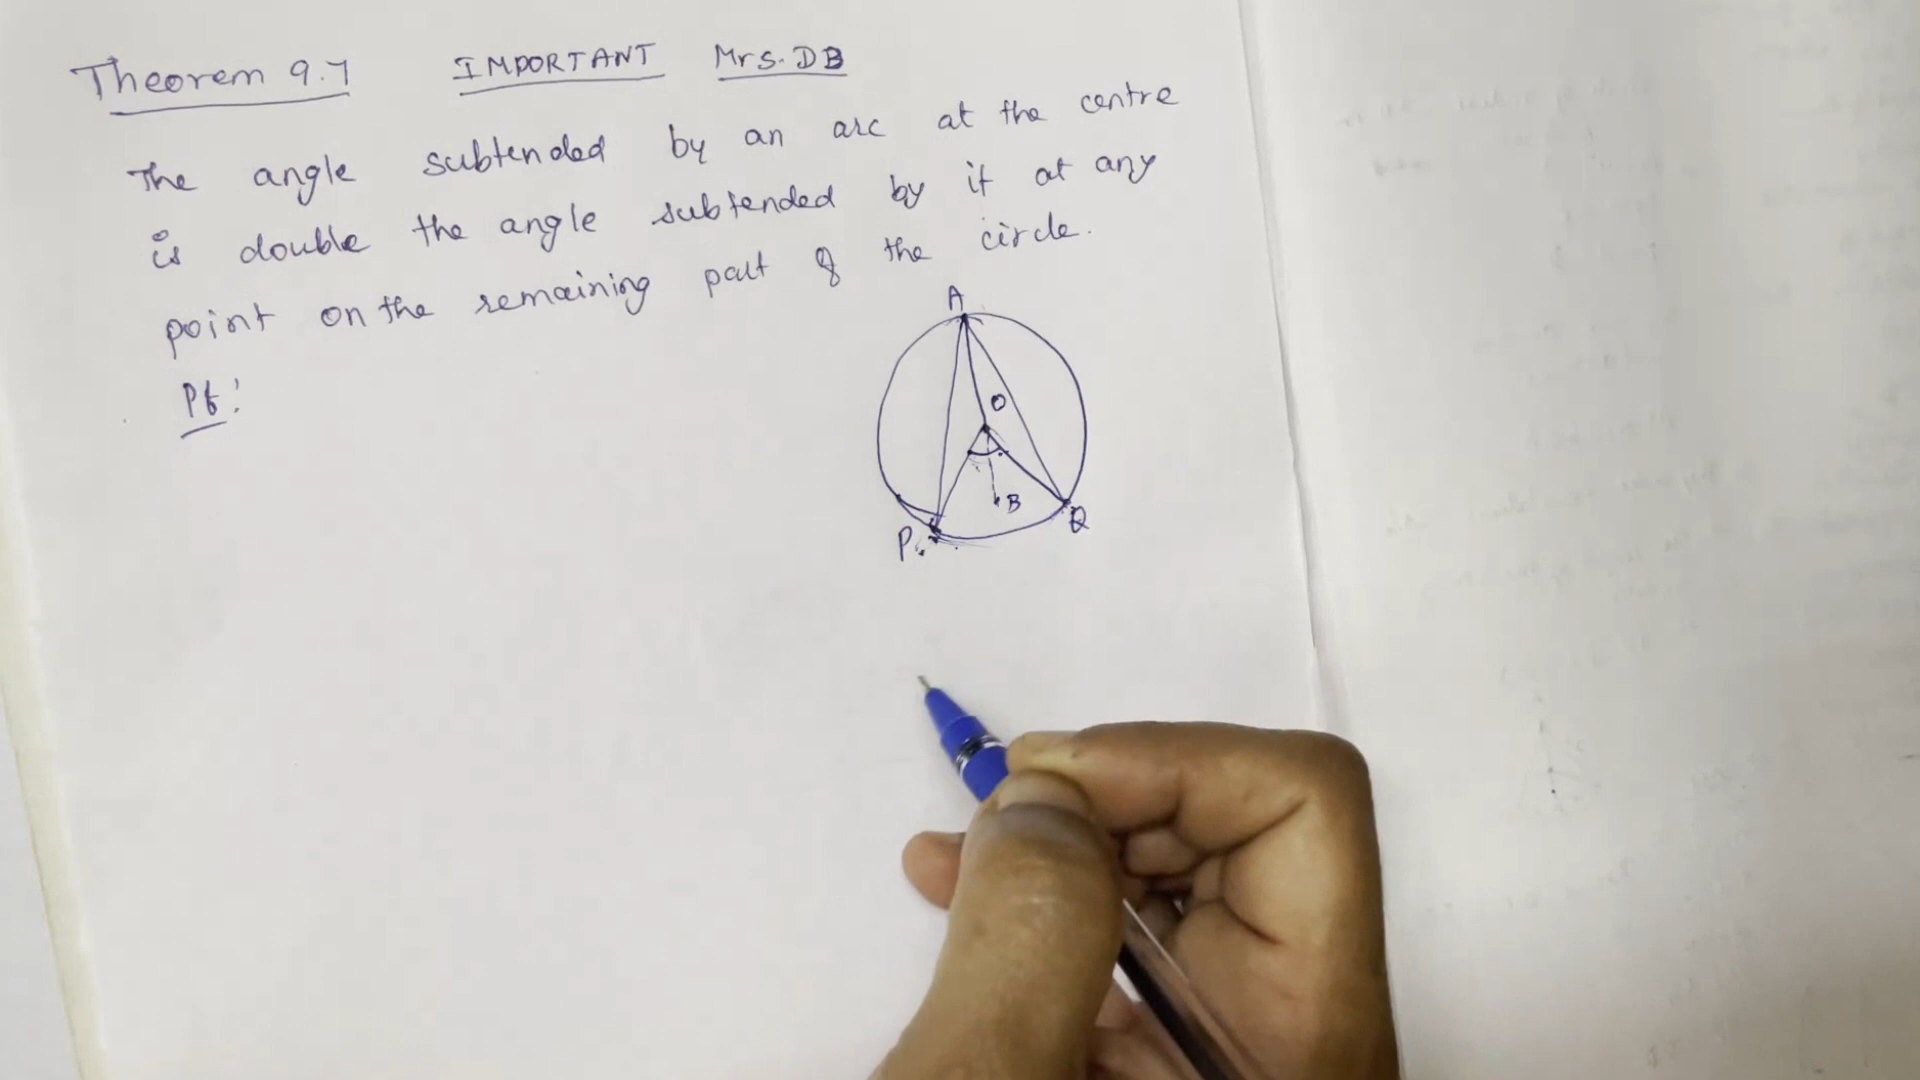 Theorem 9.7 IMPORTANT Mrs. DB
The angle subtended by an arc at the centre
is double the angle subtended by it at any
point on the remaining part of the circle.
Pf:
A
O
B
P
Q